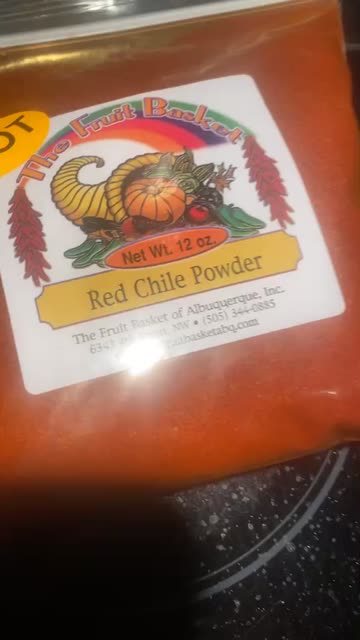 OT
The Fruit Basket
Net Wt. 12 oz.
Red Chile Powder
The Fruit Basket of Albuquerque, Inc.
NW • (505) 344-0885